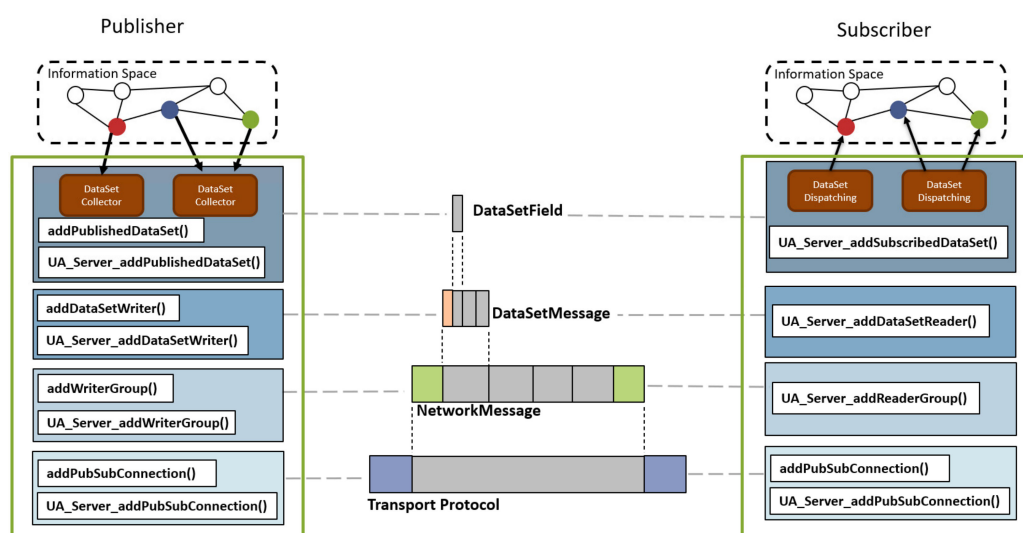 Publisher
Subscriber
Information Space
Information Space
DataSet
Collector
DataSet
Collector
addPublishedDataSet()
UA_Server_addPublishedDataSet()
DataSetField
DataSet
Dispatching
DataSet
Dispatching
UA_Server_addSubscribedDataSet()
addDataSetWriter()
UA_Server_addDataSetWriter()
DataSetMessage
UA_Server_addDataSetReader()
addWriterGroup()
UA_Server_addWriterGroup()
NetworkMessage
UA_Server_addReaderGroup()
addPubSubConnection()
UA_Server_addPubSubConnection()
Transport Protocol
addPubSubConnection()
UA_Server_addPubSubConnection()